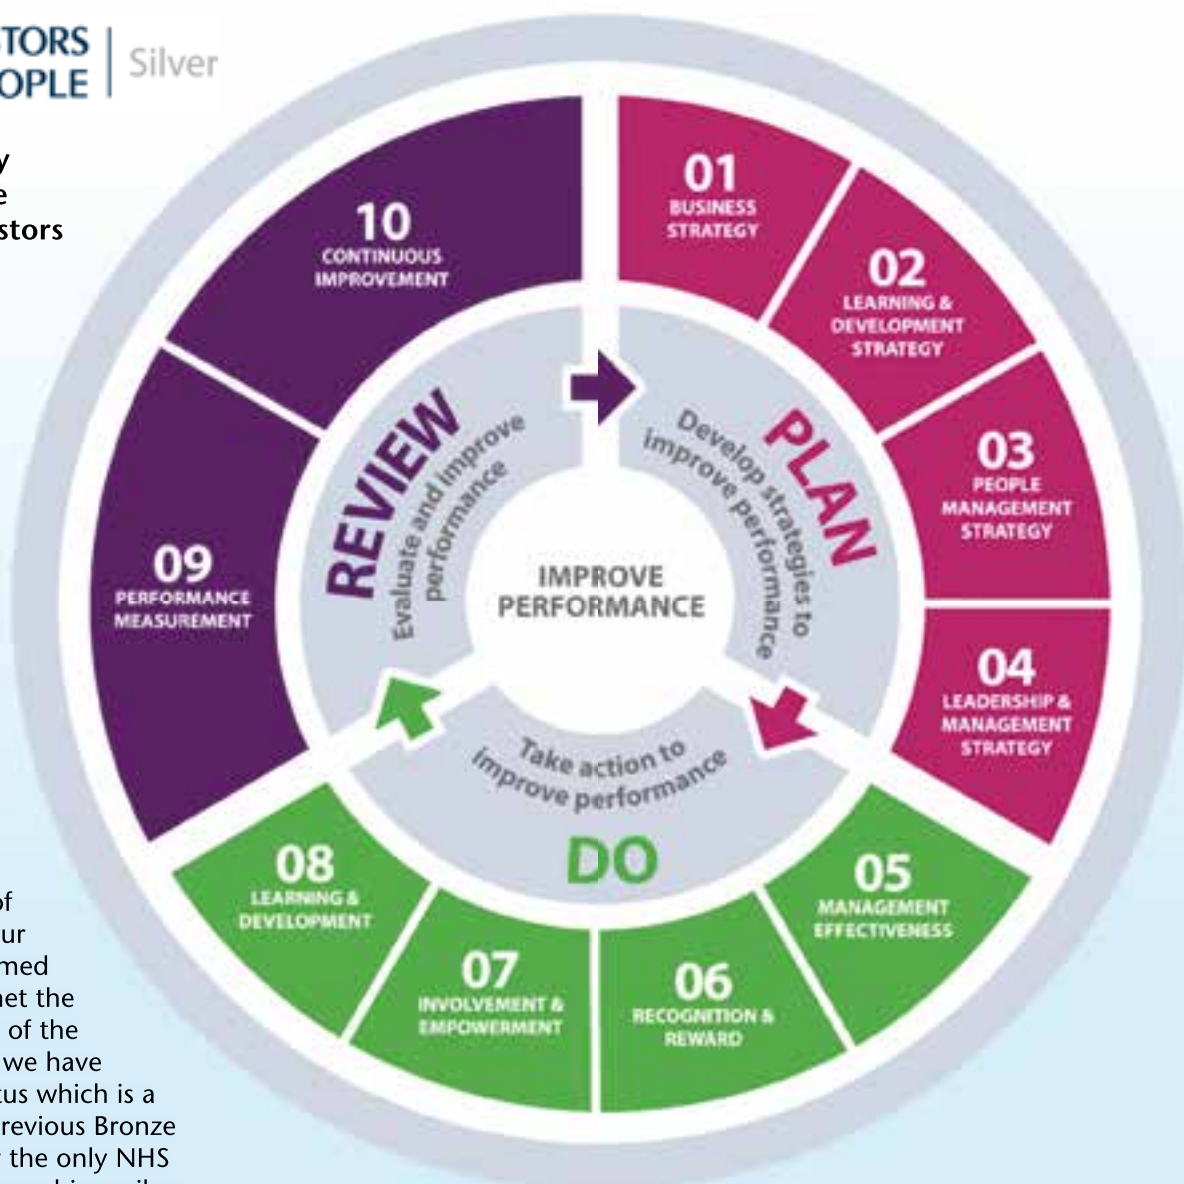 TORS
OPLE
Silver
y
e
stors
of
ur
med
net the
of the
we have
tus which is a
revious Bronze
the only NHS
01
BUSINESS
STRATEGY
02
LEARNING &
DEVELOPMENT
STRATEGY
03
PEOPLE
MANAGEMENT
STRATEGY
04
LEADERSHIP &
MANAGEMENT
STRATEGY
05
MANAGEMENT
EFFECTIVENESS
06
RECOGNITION &
REWARD
07
INVOLVEMENT &
EMPOWERMENT
08
LEARNING &
DEVELOPMENT
09
PERFORMANCE
MEASUREMENT
10
CONTINUOUS
IMPROVEMENT
PLAN
Develop strategies to
improve performance
DO
Take action to
improve performance
REVIEW
Evaluate and improve
performance
IMPROVE
PERFORMANCE